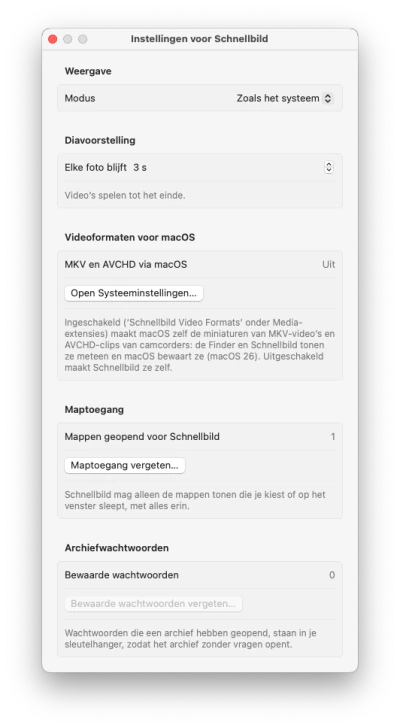 Instellingen voor Schnellbild
Weergave
Modus Zoals het systeem
Diavoorstelling
Elke foto blijft 3 s
Video's spelen tot het einde.
Videoformaten voor macOS
MKV en AVCHD via macOS Uit
Open Systeeminstellingen...
Ingeschakeld ('Schnellbild Video Formats' onder Media-
extensies) maakt macOS zelf de miniaturen van MKV-video's en
AVCHD-clips van camcorders: de Finder en Schnellbild tonen
ze meteen en macOS bewaart ze (macOS 26). Uitgeschakeld
maakt Schnellbild ze zelf.
Maptoegang
Mappen geopend voor Schnellbild 1
Maptoegang vergeten...
Schnellbild mag alleen de mappen tonen die je kiest of op het
venster sleept, met alles erin.
Archiefwachtwoorden
Bewaarde wachtwoorden 0
Bewaarde wachtwoorden vergeten...
Wachtwoorden die een archief hebben geopend, staan in je
sleutelhanger, zodat het archief zonder vragen opent.